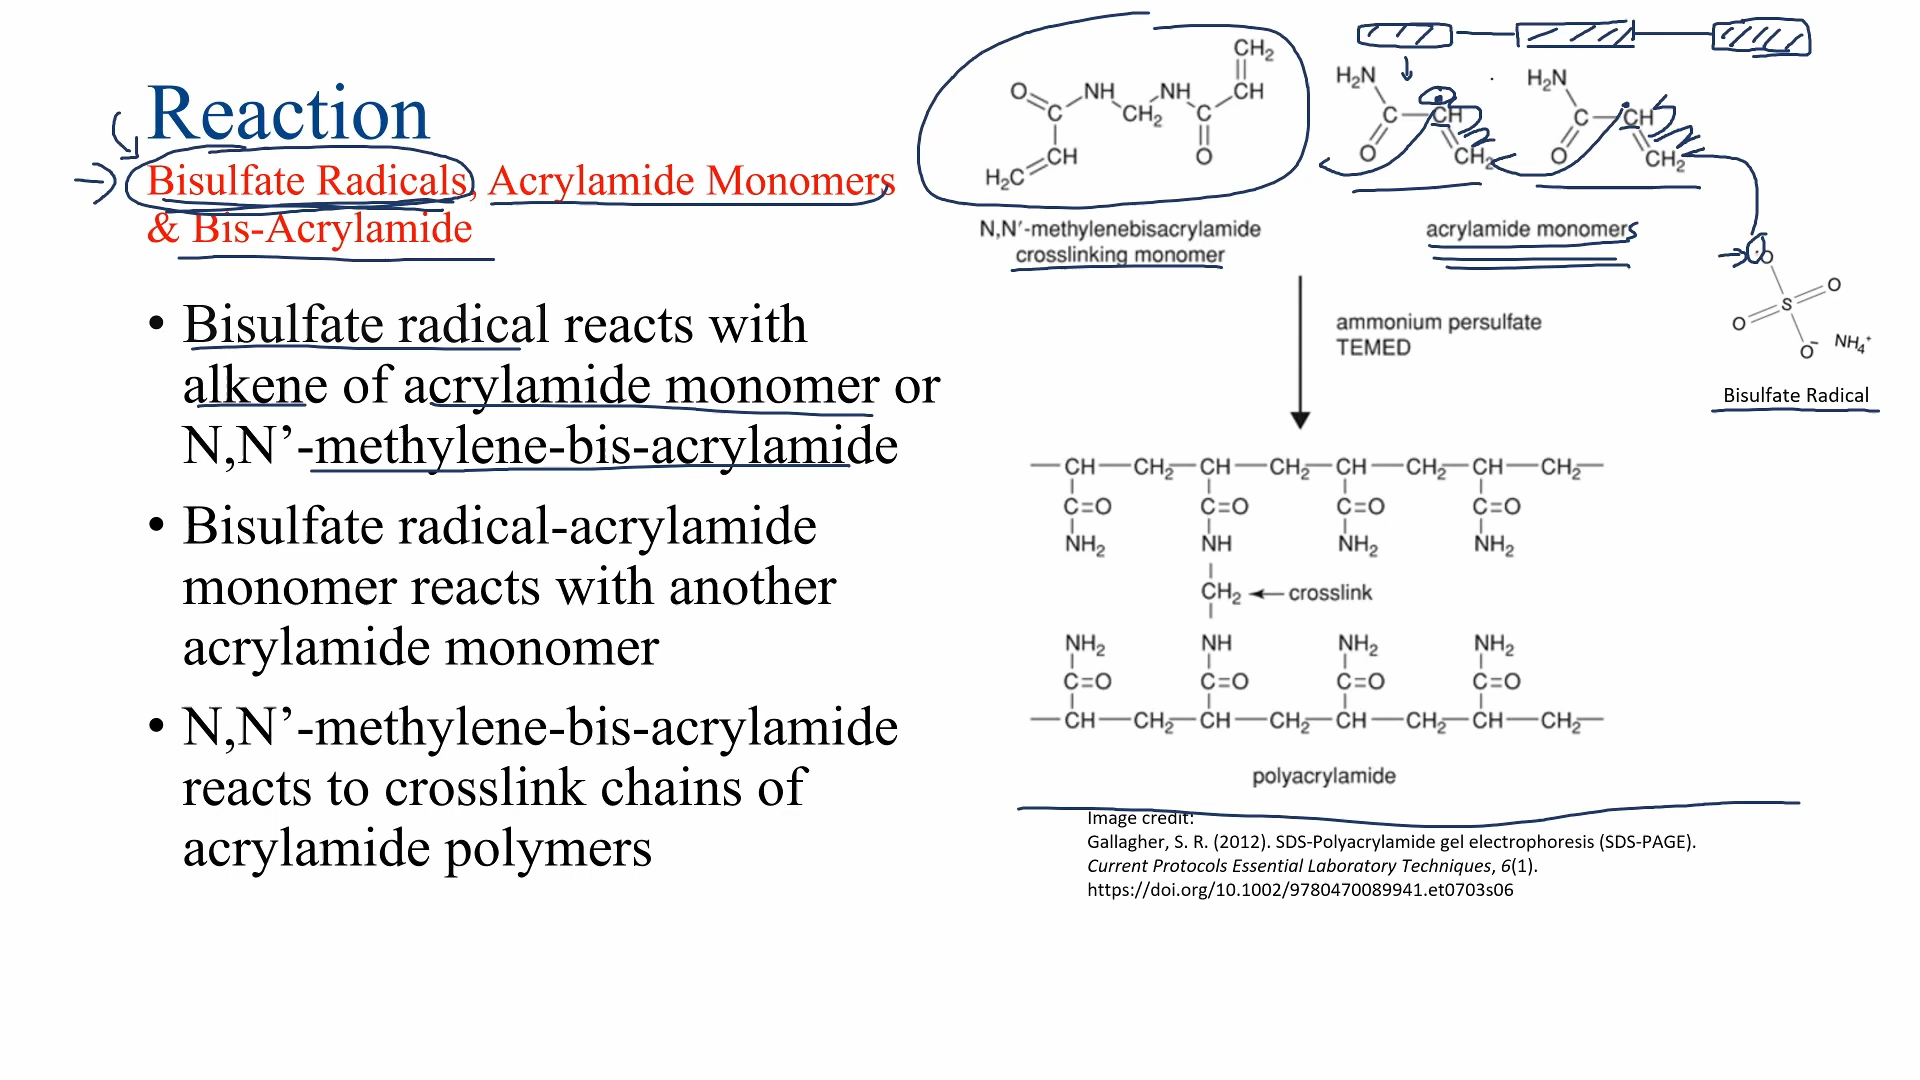 Reaction
Bisulfate Radicals, Acrylamide Monomers
& Bis-Acrylamide
• Bisulfate radical reacts with
alkene of acrylamide monomer or
N,N’-methylene-bis-acrylamide
• Bisulfate radical-acrylamide
monomer reacts with another
acrylamide monomer
• N,N’-methylene-bis-acrylamide
reacts to crosslink chains of
acrylamide polymers
CH₂
O NH NH CH
C CH₂ C
CH O
H₂C
N,N′-methylenebisacrylamide
crosslinking monomer
H₂N H₂N
C CH C CH
O CH₂ O CH₂
acrylamide monomers
O
S O
O
O⁻ NH₄⁺
Bisulfate Radical
ammonium persulfate
TEMED
—CH—CH₂—CH—CH₂—CH—CH₂—CH—CH₂—
C=O C=O C=O C=O
NH₂ NH NH₂ NH₂
CH₂ ← crosslink
NH₂ NH NH₂ NH₂
C=O C=O C=O C=O
—CH—CH₂—CH—CH₂—CH—CH₂—CH—CH₂—
polyacrylamide
Image credit:
Gallagher, S. R. (2012). SDS-Polyacrylamide gel electrophoresis (SDS-PAGE).
Current Protocols Essential Laboratory Techniques, 6(1).
https://doi.org/10.1002/9780470089941.et0703s06